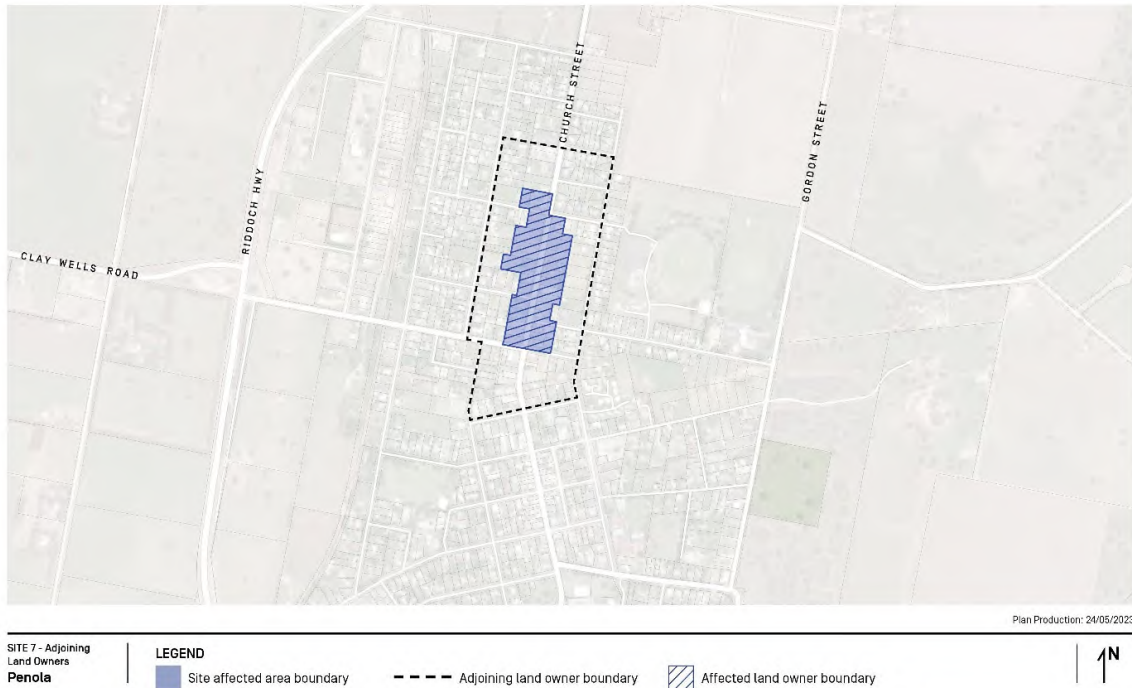 CHURCH STREET
GORDON STREET
RIDDOCH HWY
CLAY WELLS ROAD
Plan Production: 24/05/2023
SITE 7 - Adjoining
Land Owners
Penola
LEGEND
Site affected area boundary
Adjoining land owner boundary
Affected land owner boundary
N